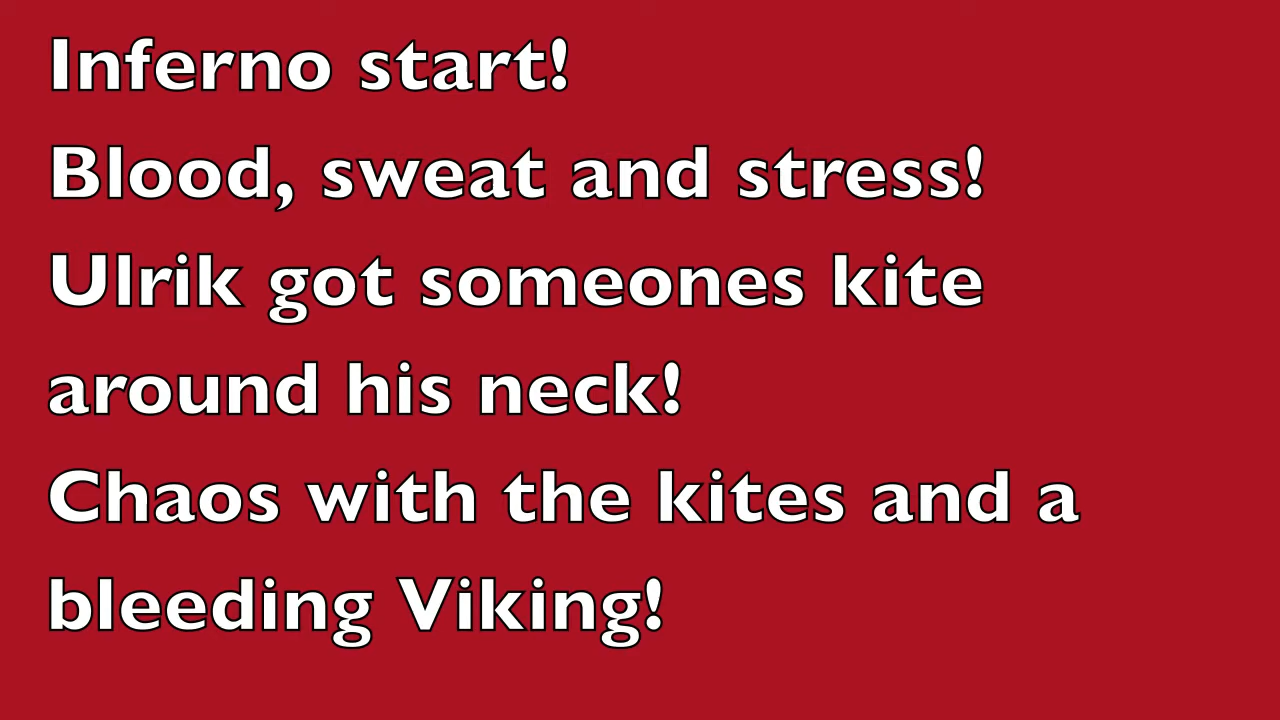 Inferno start!
Blood, sweat and stress!
Ulrik got someones kite
around his neck!
Chaos with the kites and a
bleeding Viking!